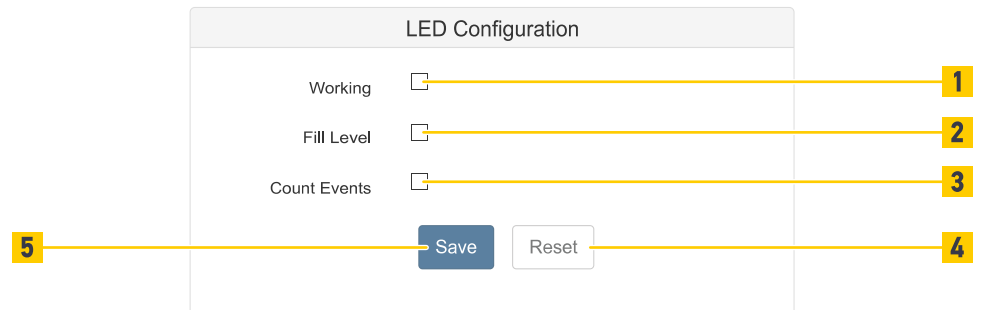 LED Configuration
Working 1
Fill Level 2
Count Events 3
5 Save Reset 4